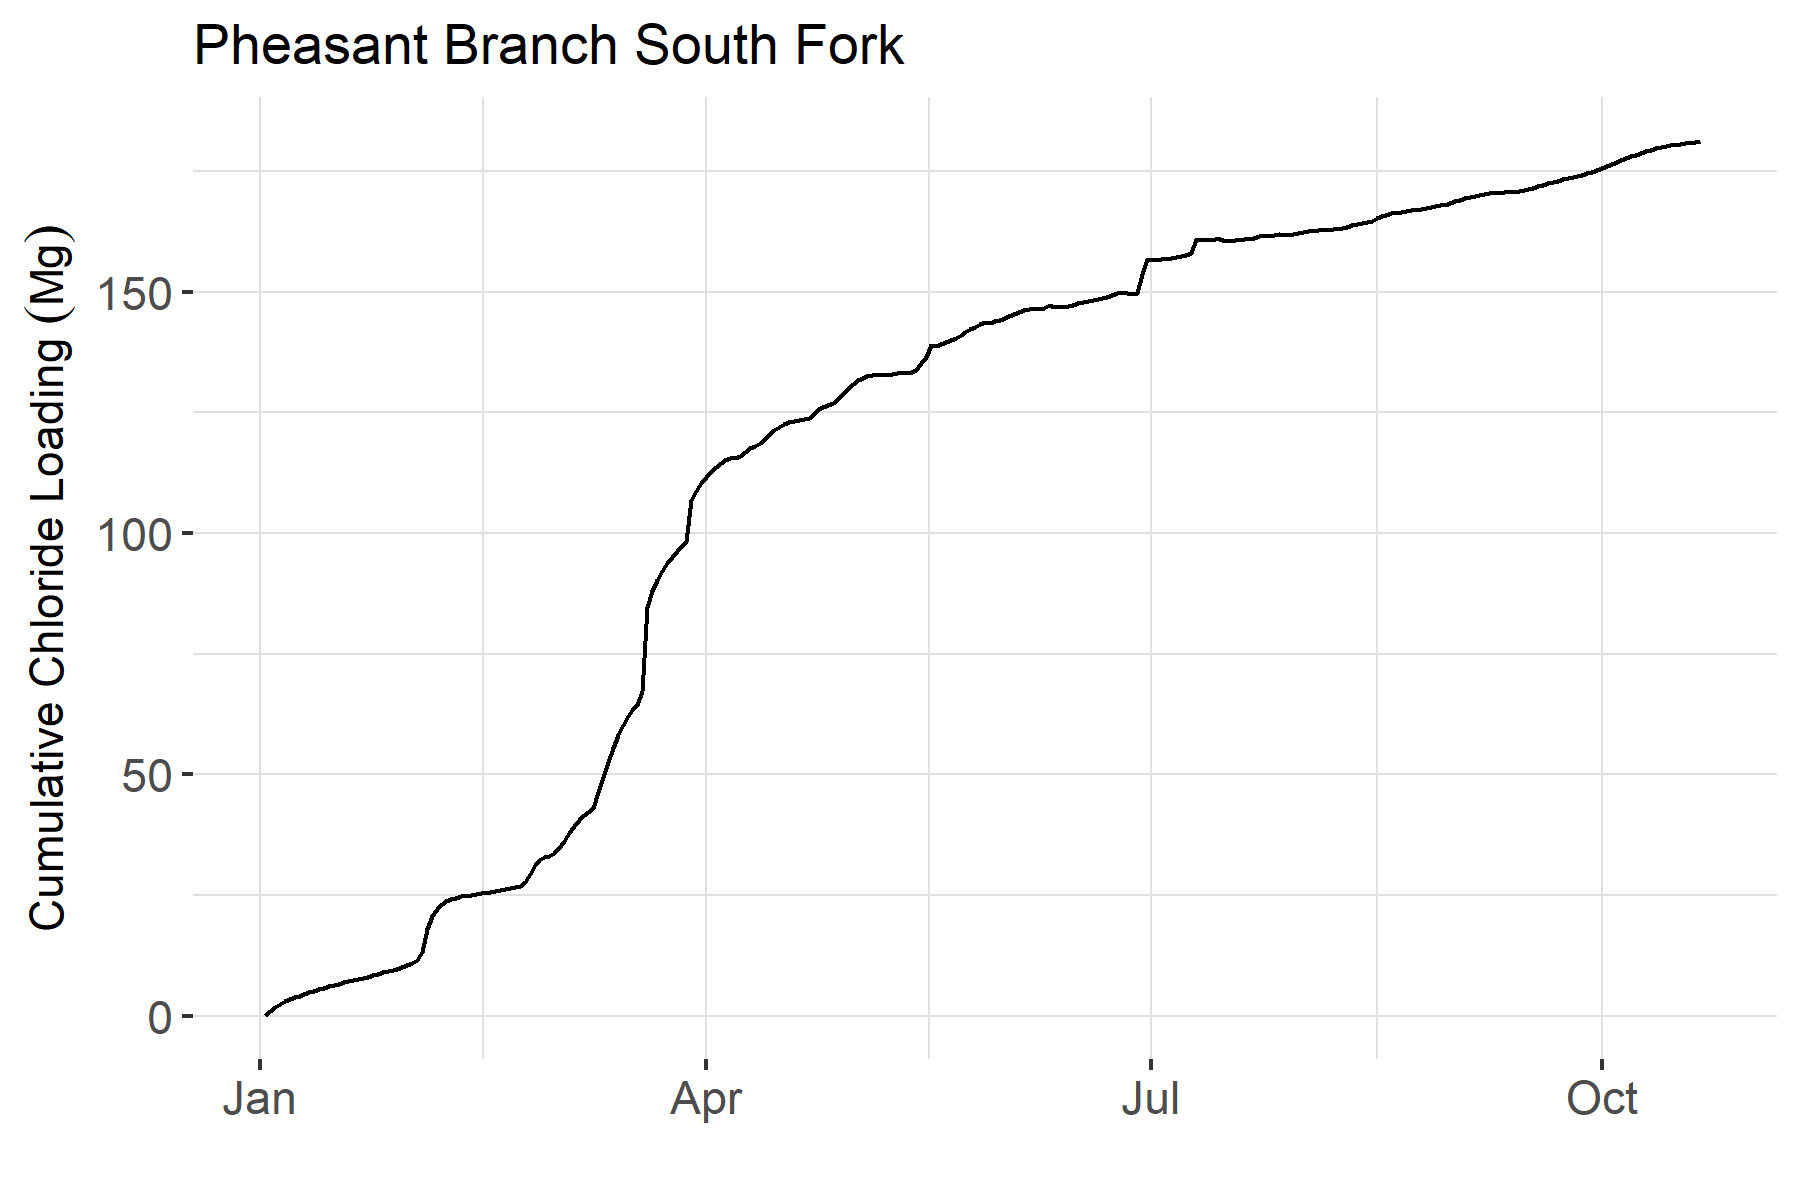 Pheasant Branch South Fork
Cumulative Chloride Loading (Mg)
150
100
50
0
Jan
Apr
Jul
Oct